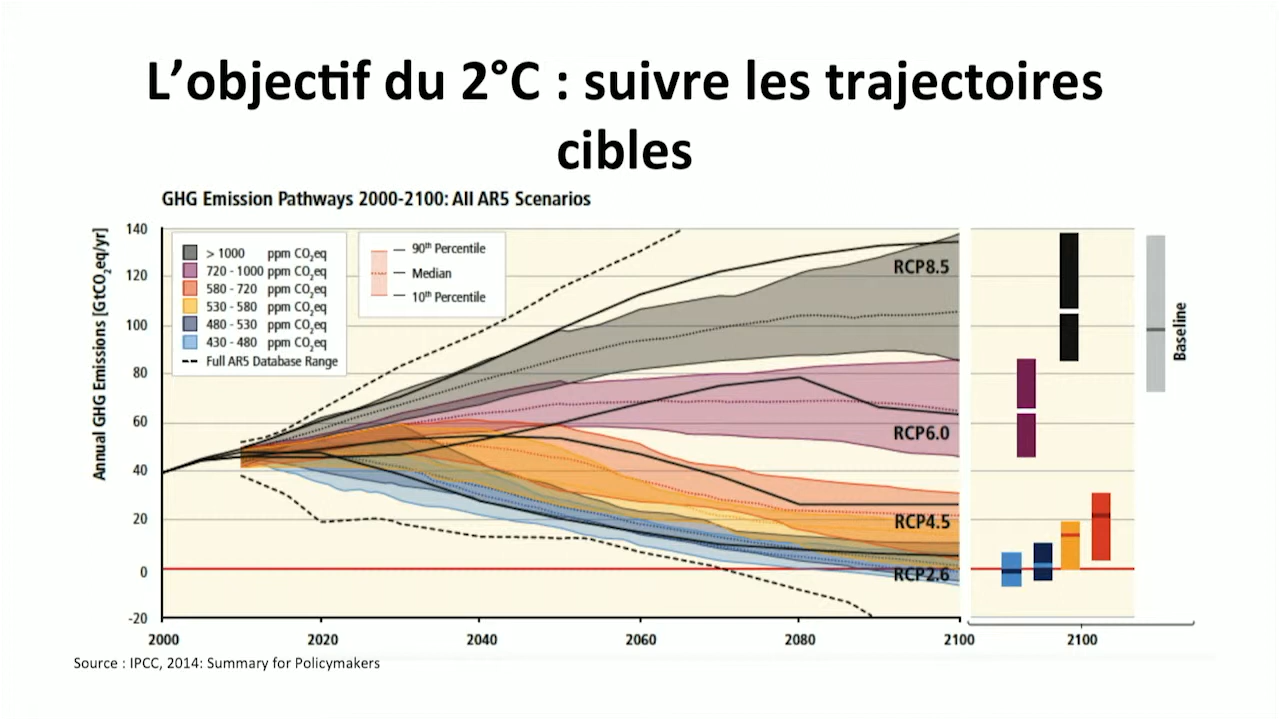 L'objectif du 2°C : suivre les trajectoires
cibles
GHG Emission Pathways 2000-2100: All AR5 Scenarios
Annual GHG Emissions [GtCO2eq/yr]
140
120
100
80
60
40
20
0
-20
> 1000 ppm CO2eq
720 - 1000 ppm CO2eq
580 - 720 ppm CO2eq
530 - 580 ppm CO2eq
480 - 530 ppm CO2eq
430 - 480 ppm CO2eq
Full AR5 Database Range
90th Percentile
Median
10th Percentile
RCP8.5
RCP6.0
RCP4.5
RCP2.6
Baseline
2000 2020 2040 2060 2080 2100 2100
Source : IPCC, 2014: Summary for Policymakers